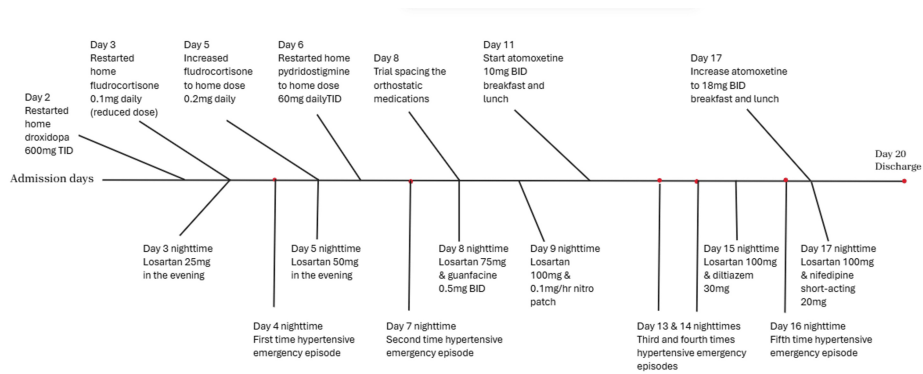 Day 2
Restarted
home
droxidopa
600mg TID
Day 3
Restarted
home
fludrocortisone
0.1mg daily
(reduced dose)
Day 5
Increased
fludrocortisone
to home dose
0.2mg daily
Day 6
Restarted home
pydridostigmine
to home dose
60mg dailyTID
Day 8
Trial spacing the
orthostatic
medications
Day 11
Start atomoxetine
10mg BID
breakfast and
lunch
Day 17
Increase atomoxetine
to 18mg BID
breakfast and lunch
Day 20
Discharge
Admission days
Day 3 nighttime
Losartan 25mg
in the evening
Day 4 nighttime
First time hypertensive
emergency episode
Day 5 nighttime
Losartan 50mg
in the evening
Day 7 nighttime
Second time hypertensive
emergency episode
Day 8 nighttime
Losartan 75mg
& guanfacine
0.5mg BID
Day 9 nighttime
Losartan
100mg &
0.1mg/hr nitro
patch
Day 13 & 14 nighttimes
Third and fourth times
hypertensive emergency
episodes
Day 15 nighttime
Losartan 100mg
& diltiazem
30mg
Day 16 nighttime
Fifth time hypertensive
emergency episode
Day 17 nighttime
Losartan 100mg
& nifedipine
short-acting
20mg